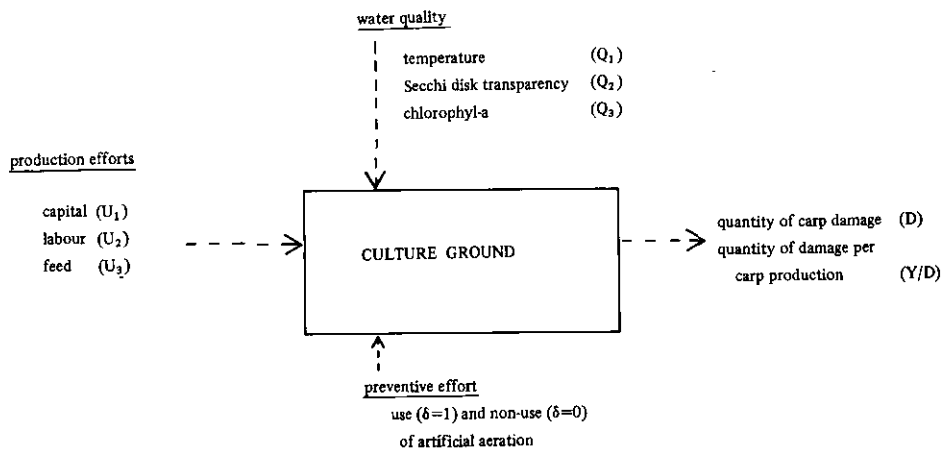 water quality
temperature (Q₁)
Secchi disk transparency (Q₂)
chlorophyl-a (Q₃)
production efforts
capital (U₁)
labour (U₂)
feed (U₃)
CULTURE GROUND
quantity of carp damage (D)
quantity of damage per
carp production (Y/D)
preventive effort
use (δ=1) and non-use (δ=0)
of artificial aeration